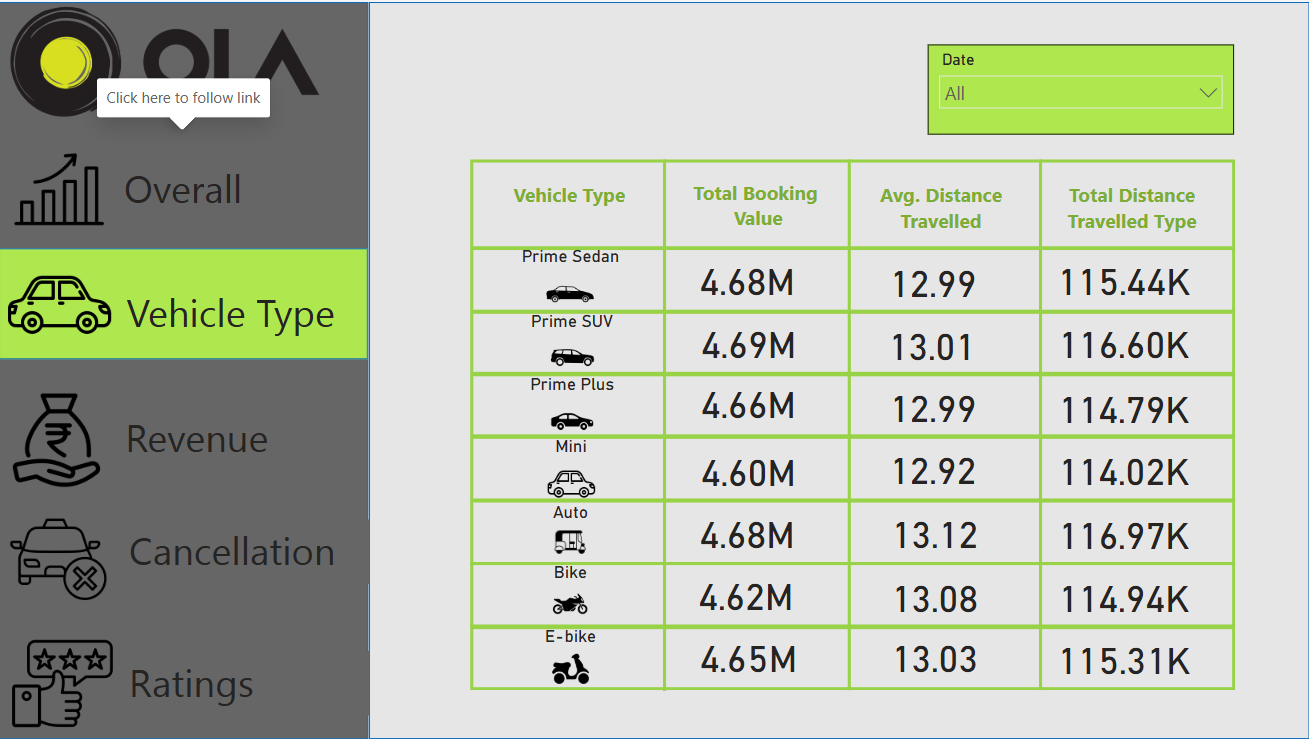 OLA
Click here to follow link
Overall
Vehicle Type
Revenue
Cancellation
Ratings
Date
All
Vehicle Type Total Booking Value Avg. Distance Travelled Total Distance Travelled Type
Prime Sedan 4.68M 12.99 115.44K
Prime SUV 4.69M 13.01 116.60K
Prime Plus 4.66M 12.99 114.79K
Mini 4.60M 12.92 114.02K
Auto 4.68M 13.12 116.97K
Bike 4.62M 13.08 114.94K
E-bike 4.65M 13.03 115.31K